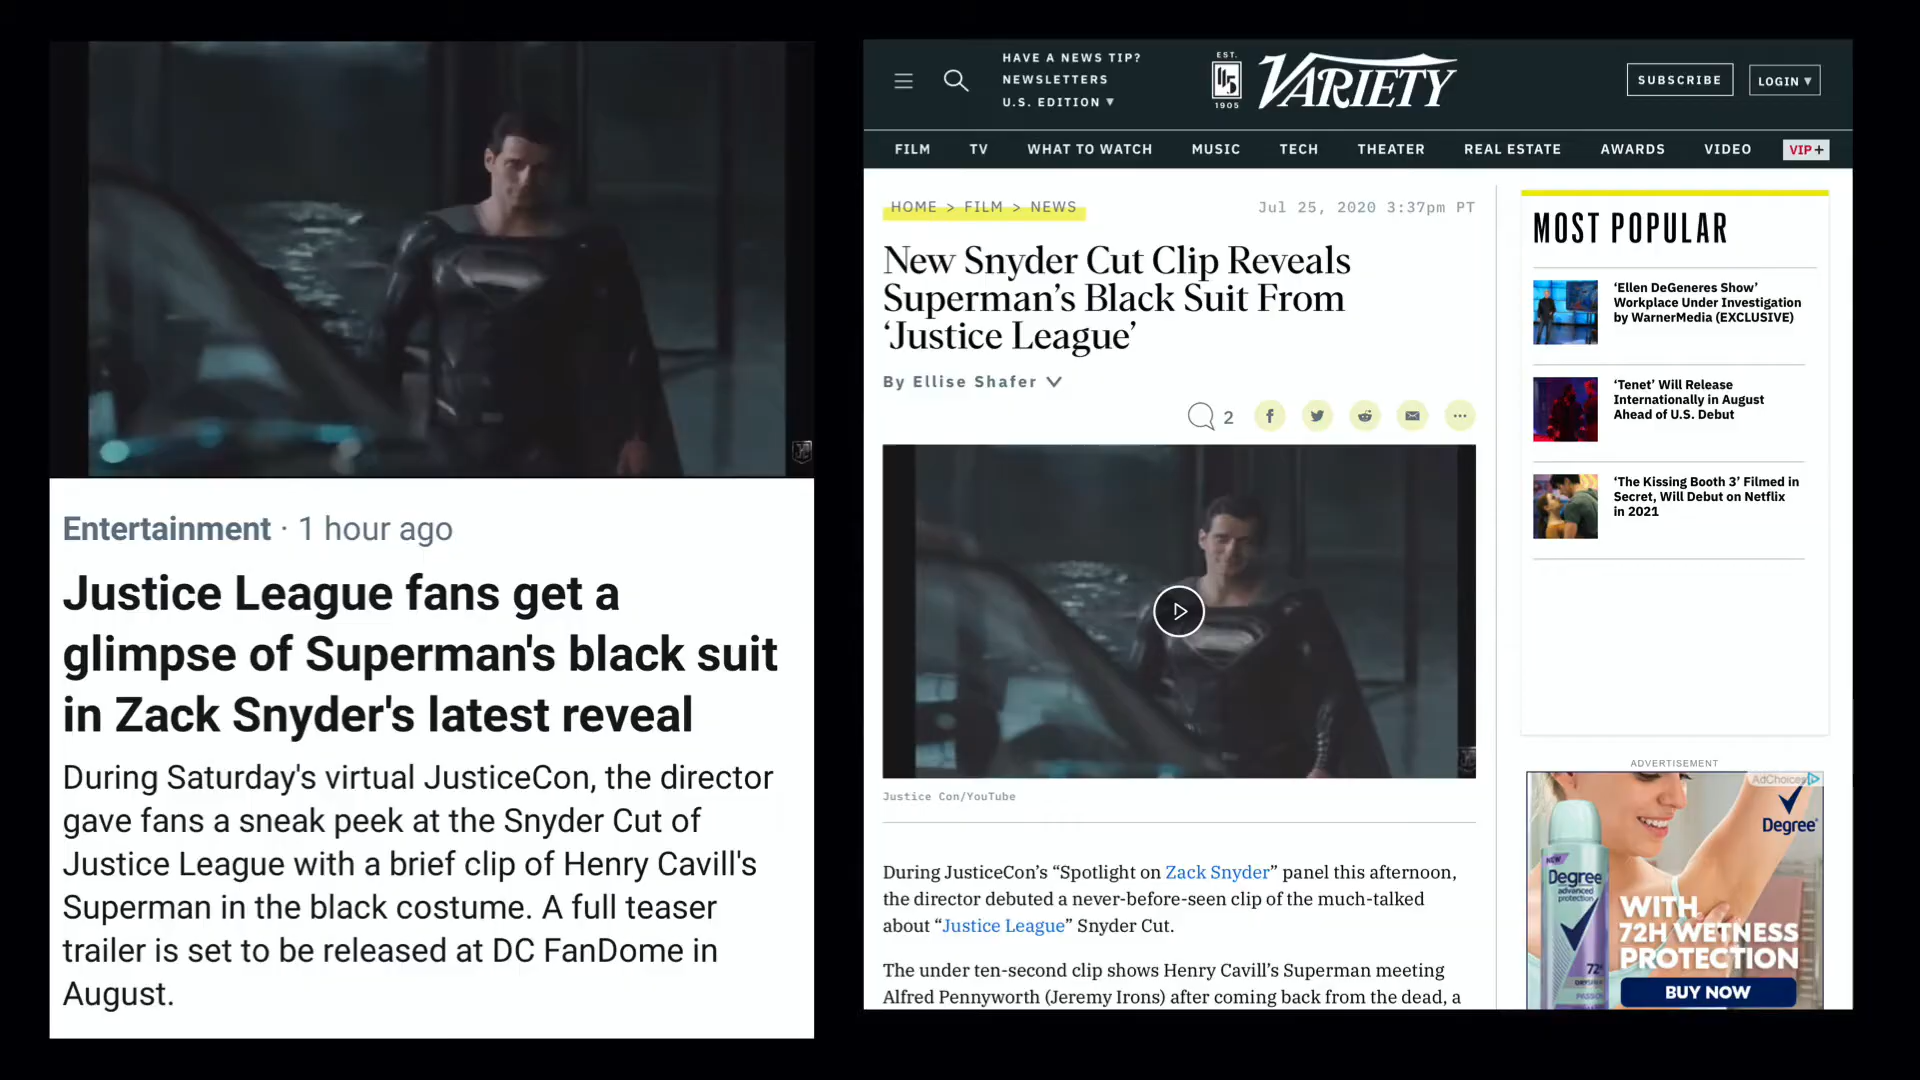 Entertainment · 1 hour ago
Justice League fans get a
glimpse of Superman's black suit
in Zack Snyder's latest reveal
During Saturday's virtual JusticeCon, the director
gave fans a sneak peek at the Snyder Cut of
Justice League with a brief clip of Henry Cavill's
Superman in the black costume. A full teaser
trailer is set to be released at DC FanDome in
August.
HAVE A NEWS TIP?
NEWSLETTERS
U.S. EDITION ▼
EST.
115
1905
VARIETY
SUBSCRIBE
LOGIN ▼
FILM
TV
WHAT TO WATCH
MUSIC
TECH
THEATER
REAL ESTATE
AWARDS
VIDEO
VIP+
HOME > FILM > NEWS
Jul 25, 2020 3:37pm PT
New Snyder Cut Clip Reveals
Superman’s Black Suit From
‘Justice League’
By Ellise Shafer
2
Justice Con/YouTube
During JusticeCon’s “Spotlight on Zack Snyder” panel this afternoon,
the director debuted a never-before-seen clip of the much-talked
about “Justice League” Snyder Cut.
The under ten-second clip shows Henry Cavill’s Superman meeting
Alfred Pennyworth (Jeremy Irons) after coming back from the dead, a
MOST POPULAR
‘Ellen DeGeneres Show’
Workplace Under Investigation
by WarnerMedia (EXCLUSIVE)
‘Tenet’ Will Release
Internationally in August
Ahead of U.S. Debut
‘The Kissing Booth 3’ Filmed in
Secret, Will Debut on Netflix
in 2021
ADVERTISEMENT
AdChoices
Degree
NEW
Degree
advanced
protection
72H
WITH
72H WETNESS
PROTECTION
BUY NOW